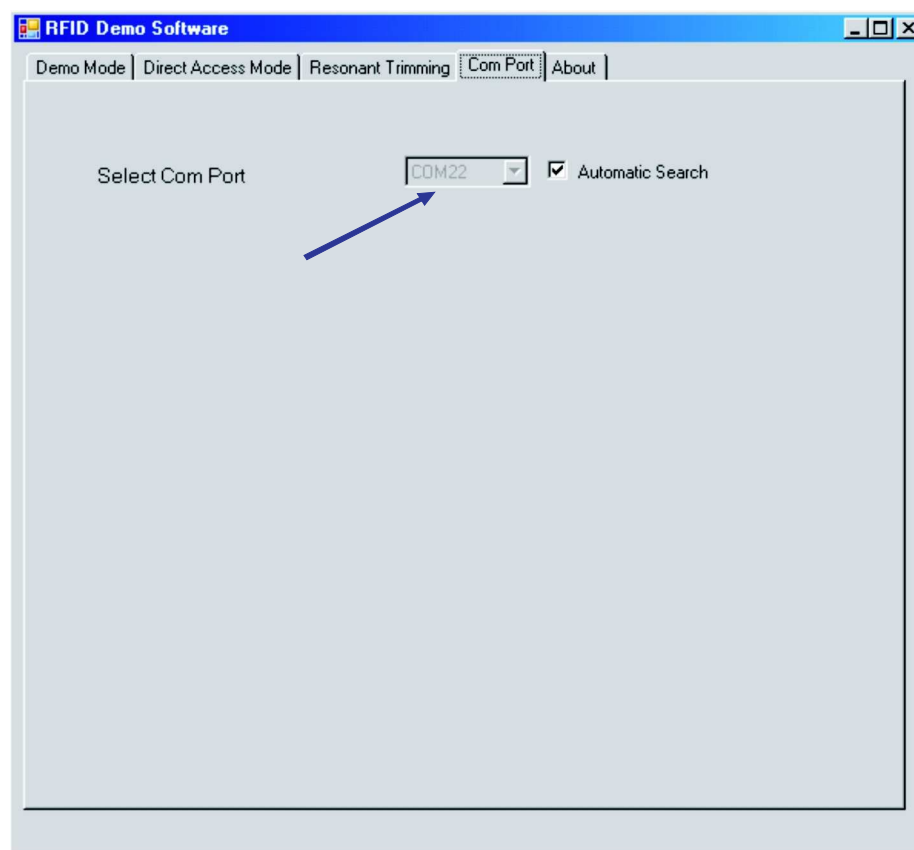 RFID Demo Software
Demo Mode Direct Access Mode Resonant Trimming Com Port About
Select Com Port COM22 Automatic Search